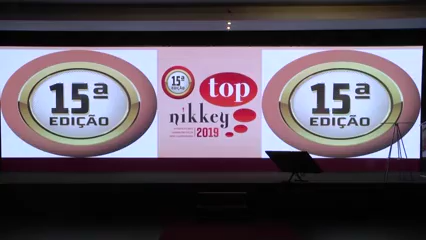 15ª
EDIÇÃO
15ª
EDIÇÃO
top
nikkey
2019
15ª
EDIÇÃO